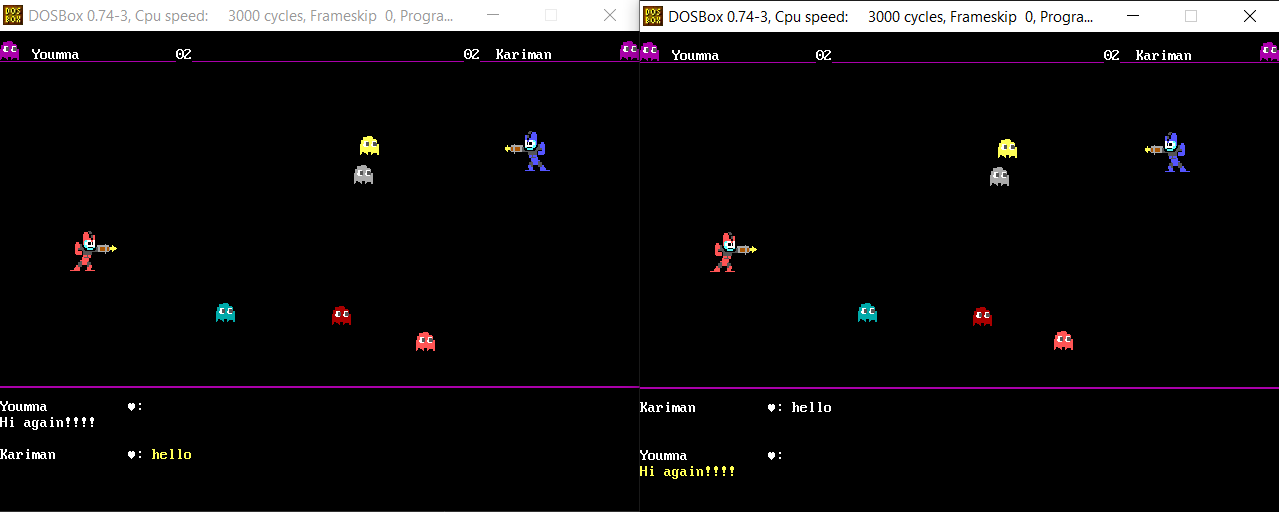 DOSBox 0.74-3, Cpu speed: 3000 cycles, Frameskip 0, Progra...
Youmna 02 02 Kariman
Youmna ♥:
Hi again!!!!
Kariman ♥: hello
DOSBox 0.74-3, Cpu speed: 3000 cycles, Frameskip 0, Progra...
Youmna 02 02 Kariman
Kariman ♥: hello
Youmna ♥:
Hi again!!!!